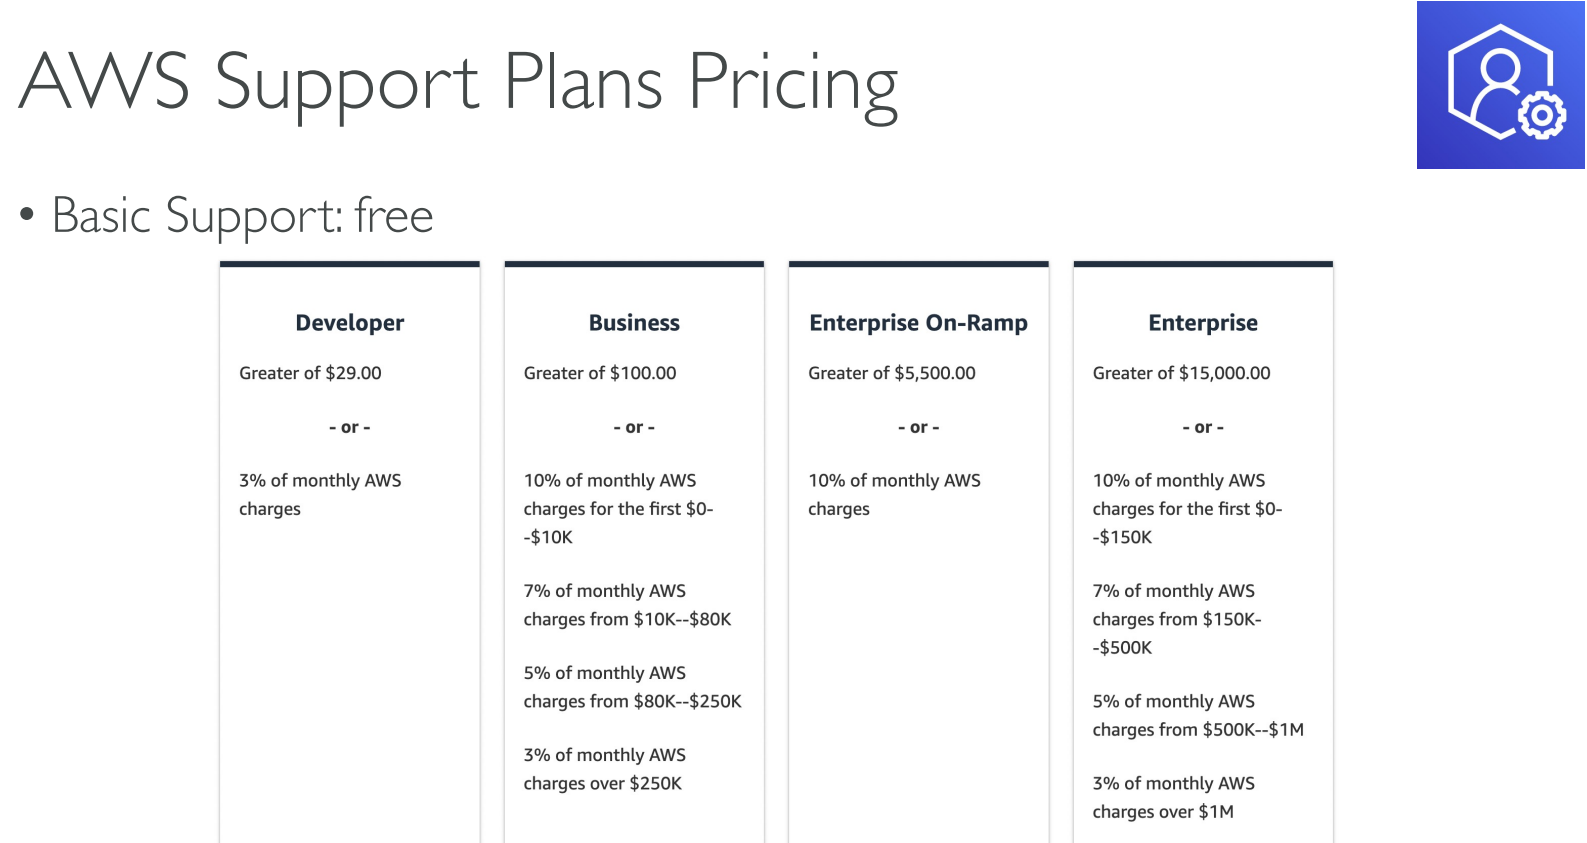 AWS Support Plans Pricing
• Basic Support: free
Developer
Greater of $29.00
- or -
3% of monthly AWS
charges
Business
Greater of $100.00
- or -
10% of monthly AWS
charges for the first $0-
-$10K
7% of monthly AWS
charges from $10K--$80K
5% of monthly AWS
charges from $80K--$250K
3% of monthly AWS
charges over $250K
Enterprise On-Ramp
Greater of $5,500.00
- or -
10% of monthly AWS
charges
Enterprise
Greater of $15,000.00
- or -
10% of monthly AWS
charges for the first $0-
-$150K
7% of monthly AWS
charges from $150K-
-$500K
5% of monthly AWS
charges from $500K--$1M
3% of monthly AWS
charges over $1M